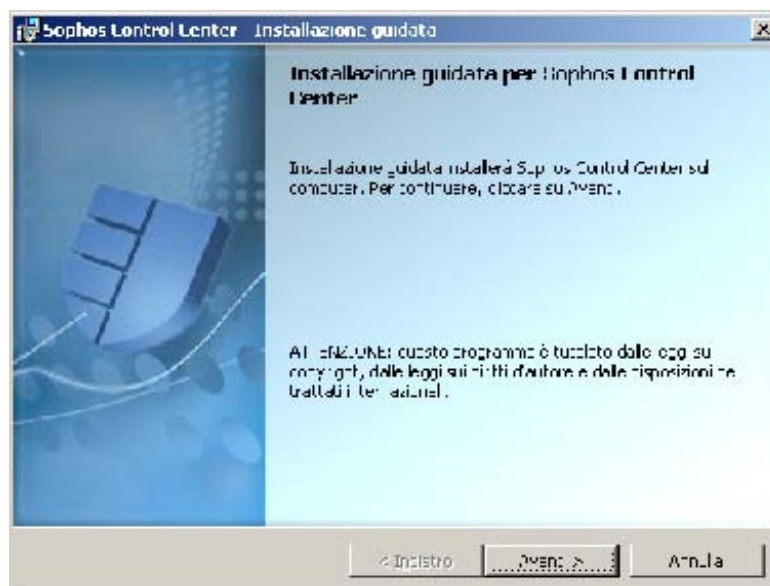 Sophos Control Center Installazione guidata
Installazione guidata per Sophos Control
Center
Installazione guidata installerà Sophos Control Center sul
computer. Per continuare, cliccare su Avanti.
ATTENZIONE: questo programma è tutelato dalle leggi sul
copyright, dalle leggi sui diritti d'autore e dalle disposizioni dei
trattati internazionali.
< Indietro
Avanti >
Annulla